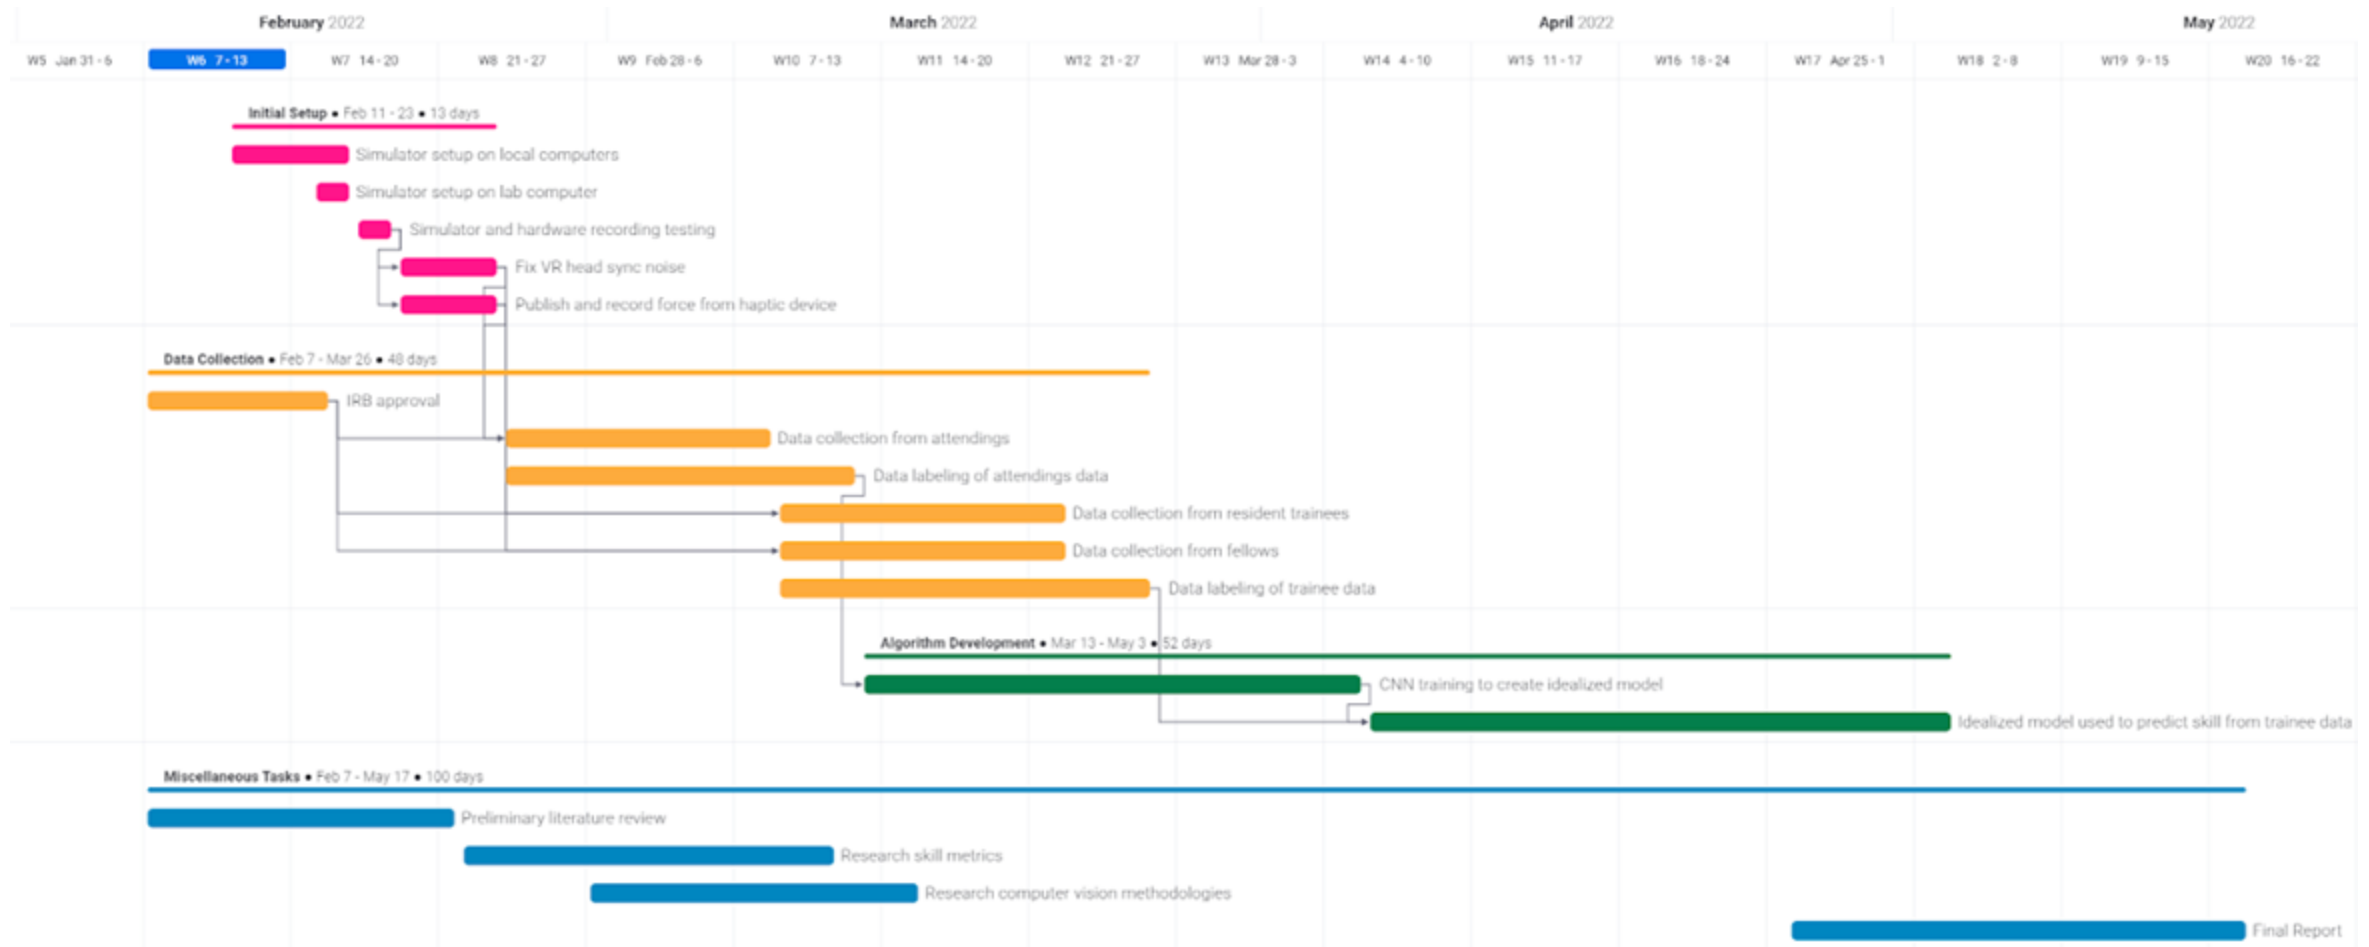 February 2022 March 2022 April 2022 May 2022
W5 Jan 31 - 6 W6 7 - 13 W7 14 - 20 W8 21 - 27 W9 Feb 28 - 6 W10 7 - 13 W11 14 - 20 W12 21 - 27 W13 Mar 28 - 3 W14 4 - 10 W15 11 - 17 W16 18 - 24 W17 Apr 25 - 1 W18 2 - 8 W19 9 - 15 W20 16 - 22
Initial Setup • Feb 11 - 23 • 13 days
Simulator setup on local computers
Simulator setup on lab computer
Simulator and hardware recording testing
Fix VR head sync noise
Publish and record force from haptic device
Data Collection • Feb 7 - Mar 26 • 48 days
IRB approval
Data collection from attendings
Data labeling of attendings data
Data collection from resident trainees
Data collection from fellows
Data labeling of trainee data
Algorithm Development • Mar 13 - May 3 • 52 days
CNN training to create idealized model
Idealized model used to predict skill from trainee data
Miscellaneous Tasks • Feb 7 - May 17 • 100 days
Preliminary literature review
Research skill metrics
Research computer vision methodologies
Final Report